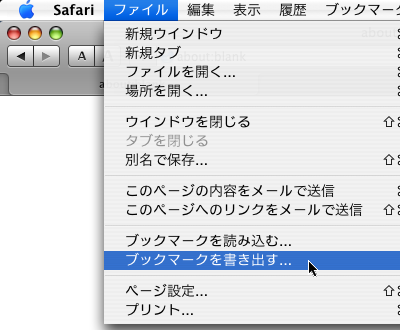 Safari ファイル 編集 表示 履歴 ブックマーク
新規ウインドウ
新規タブ
ファイルを開く...
場所を開く...
ウインドウを閉じる ⇧
タブを閉じる
別名で保存... ⇧
このページの内容をメールで送信
このページへのリンクをメールで送信 ⇧
ブックマークを読み込む...
ブックマークを書き出す...
ページ設定... ⇧
プリント...
A